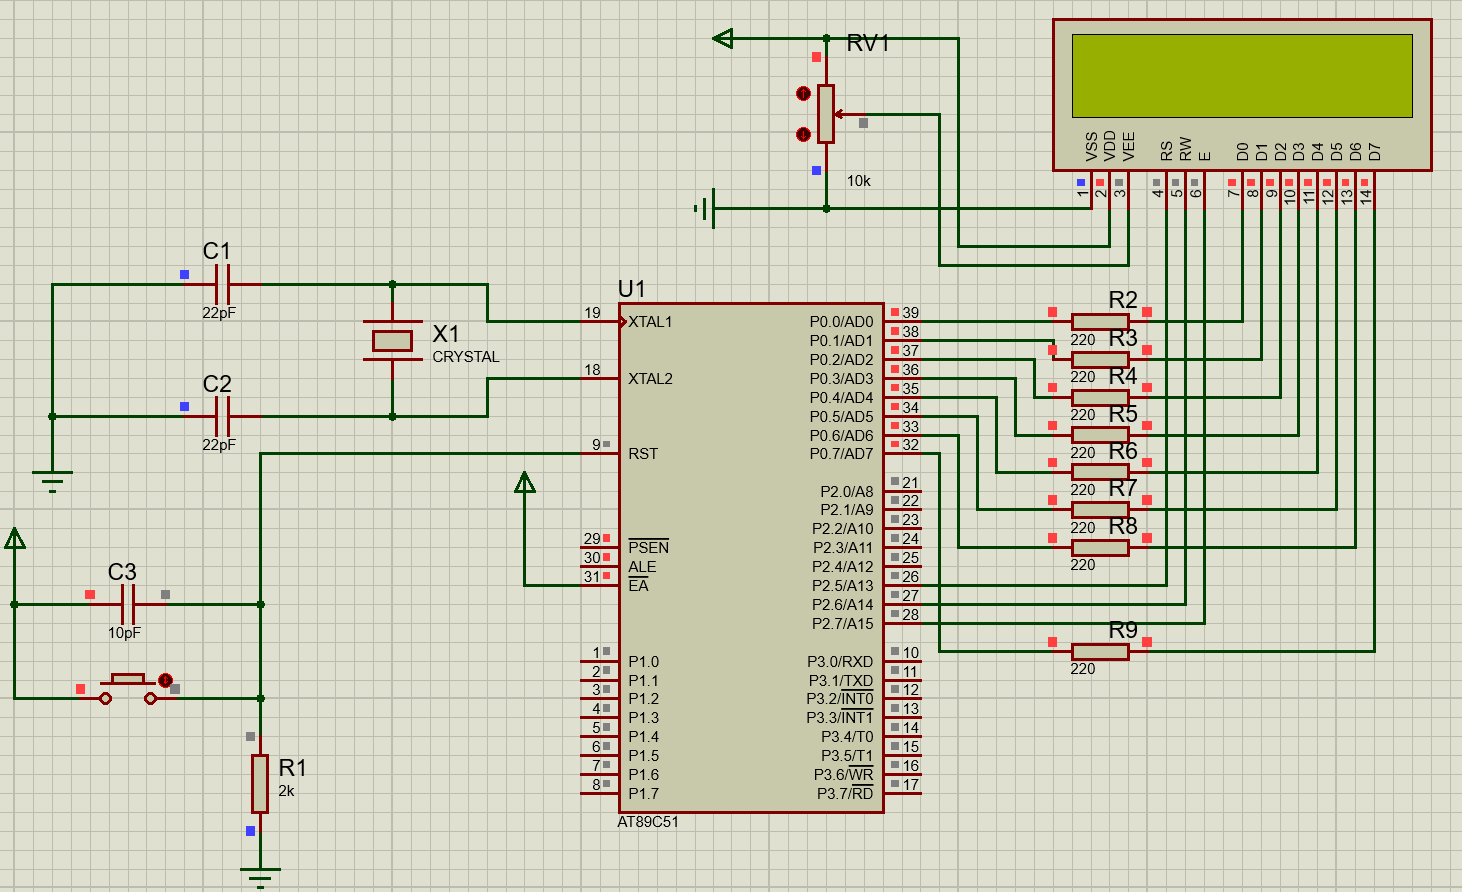 RV1
10k
VSS
VDD
VEE
RS
RW
E
D0
D1
D2
D3
D4
D5
D6
D7
1
2
3
4
5
6
7
8
9
10
11
12
13
14
C1
22pF
X1
CRYSTAL
C2
22pF
C3
10pF
R1
2k
U1
19 XTAL1
18 XTAL2
9 RST
29 PSEN
30 ALE
31 EA
1 P1.0
2 P1.1
3 P1.2
4 P1.3
5 P1.4
6 P1.5
7 P1.6
8 P1.7
P0.0/AD0 39
P0.1/AD1 38
P0.2/AD2 37
P0.3/AD3 36
P0.4/AD4 35
P0.5/AD5 34
P0.6/AD6 33
P0.7/AD7 32
P2.0/A8 21
P2.1/A9 22
P2.2/A10 23
P2.3/A11 24
P2.4/A12 25
P2.5/A13 26
P2.6/A14 27
P2.7/A15 28
P3.0/RXD 10
P3.1/TXD 11
P3.2/INT0 12
P3.3/INT1 13
P3.4/T0 14
P3.5/T1 15
P3.6/WR 16
P3.7/RD 17
AT89C51
R2
220
R3
220
R4
220
R5
220
R6
220
R7
220
R8
220
R9
220